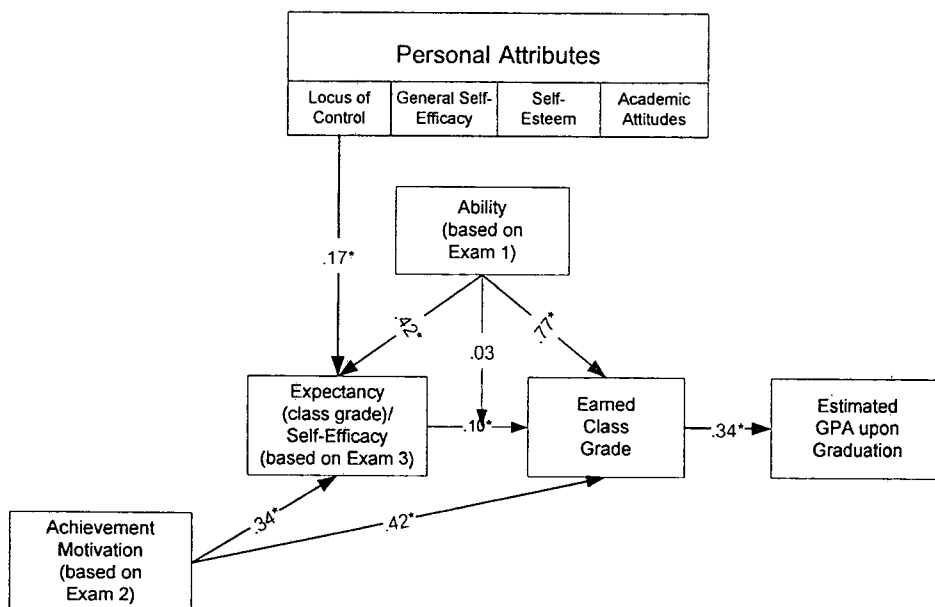 Personal Attributes
Locus of
Control
General Self-
Efficacy
Self-
Esteem
Academic
Attitudes
Ability
(based on
Exam 1)
.17*
.42*
.03
.77*
Expectancy
(class grade)/
Self-Efficacy
(based on Exam 3)
.10*
Earned
Class
Grade
.34*
Estimated
GPA upon
Graduation
.34*
.42*
Achievement
Motivation
(based on
Exam 2)